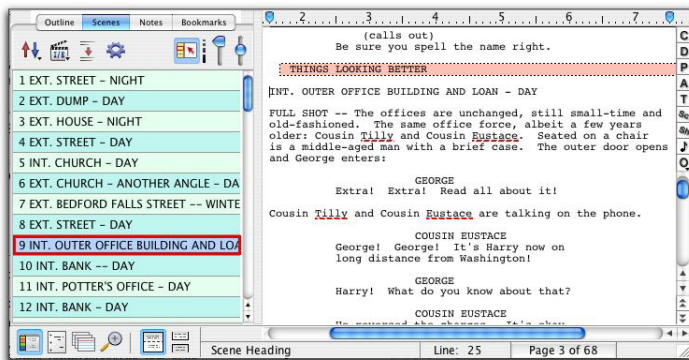 Outline Scenes Notes Bookmarks
1 EXT. STREET - NIGHT
2 EXT. DUMP - DAY
3 EXT. HOUSE - NIGHT
4 EXT. STREET - DAY
5 INT. CHURCH - DAY
6 EXT. CHURCH - ANOTHER ANGLE - DA
7 EXT. BEDFORD FALLS STREET -- WINTE
8 EXT. STREET - DAY
9 INT. OUTER OFFICE BUILDING AND LOA
10 INT. BANK -- DAY
11 INT. POTTER'S OFFICE - DAY
12 INT. BANK - DAY
2 3 4 5 6 7
(calls out)
Be sure you spell the name right.
THINGS LOOKING BETTER
INT. OUTER OFFICE BUILDING AND LOAN - DAY
FULL SHOT -- The offices are unchanged, still small-time and
old-fashioned. The same office force, albeit a few years
older: Cousin Tilly and Cousin Eustace. Seated on a chair
is a middle-aged man with a brief case. The outer door opens
and George enters:
GEORGE
Extra! Extra! Read all about it!
Cousin Tilly and Cousin Eustace are talking on the phone.
COUSIN EUSTACE
George! George! It's Harry now on
long distance from Washington!
GEORGE
Harry! What do you know about that?
COUSIN EUSTACE
C
D
P
A
T
Sc
Sh
Scene Heading Line: 25 Page 3 of 68